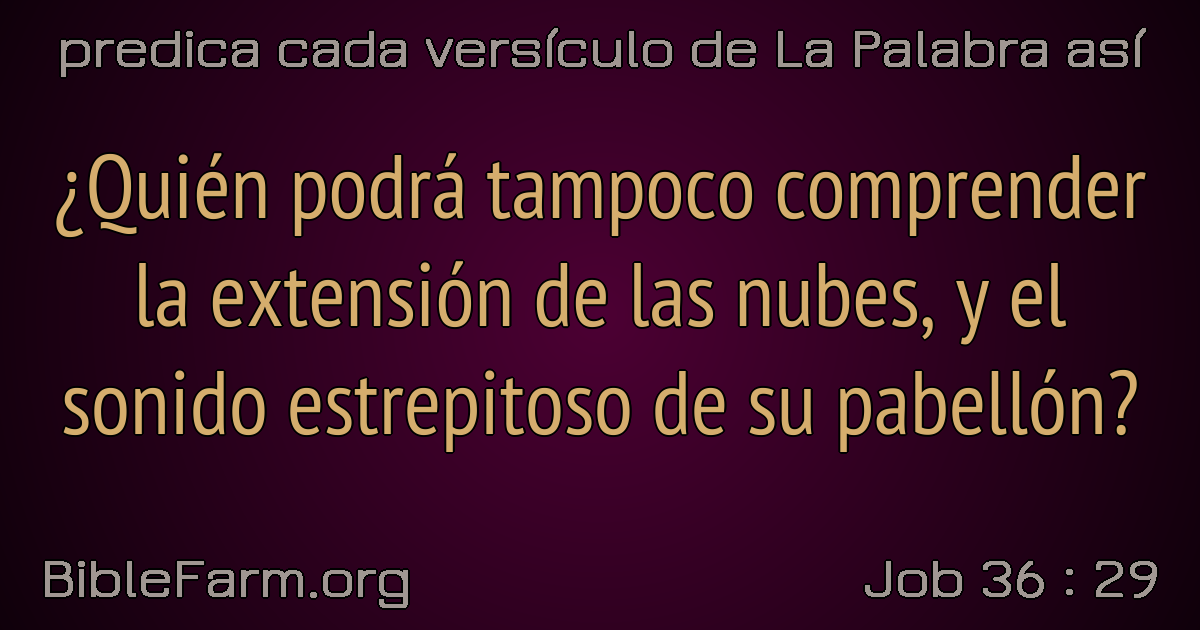 predica cada versículo de La Palabra así
¿Quién podrá tampoco comprender
la extensión de las nubes, y el
sonido estrepitoso de su pabellón?
BibleFarm.org
Job 36 : 29